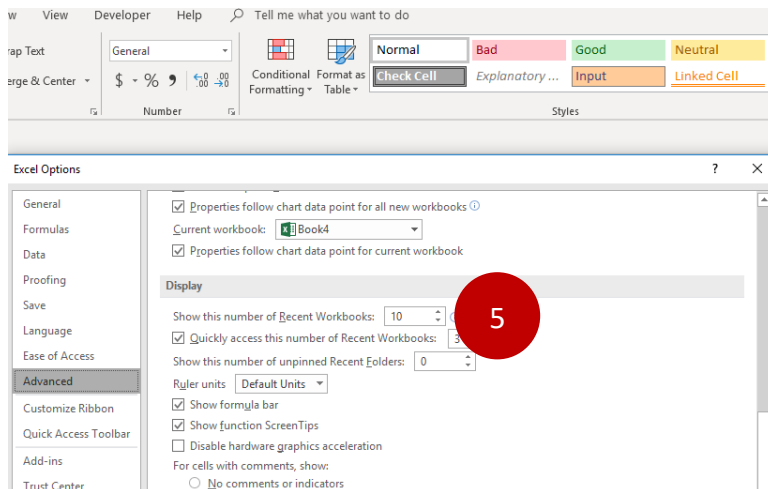 View Developer Help Tell me what you want to do
Text General Normal Bad Good Neutral
& Center $ % Conditional Format as Check Cell Explanatory ... Input Linked Cell
Formatting Table
Number Styles
Excel Options ? ×
General
Properties follow chart data point for all new workbooks
Formulas
Current workbook: Book4
Data
Properties follow chart data point for current workbook
Proofing
Display
Save
Show this number of Recent Workbooks: 10
5
Language
Quickly access this number of Recent Workbooks: 3
Ease of Access
Show this number of unpinned Recent Folders: 0
Advanced
Ruler units Default Units
Customize Ribbon
Show formula bar
Quick Access Toolbar
Show function ScreenTips
Disable hardware graphics acceleration
Add-ins
For cells with comments, show:
Trust Center
No comments or indicators